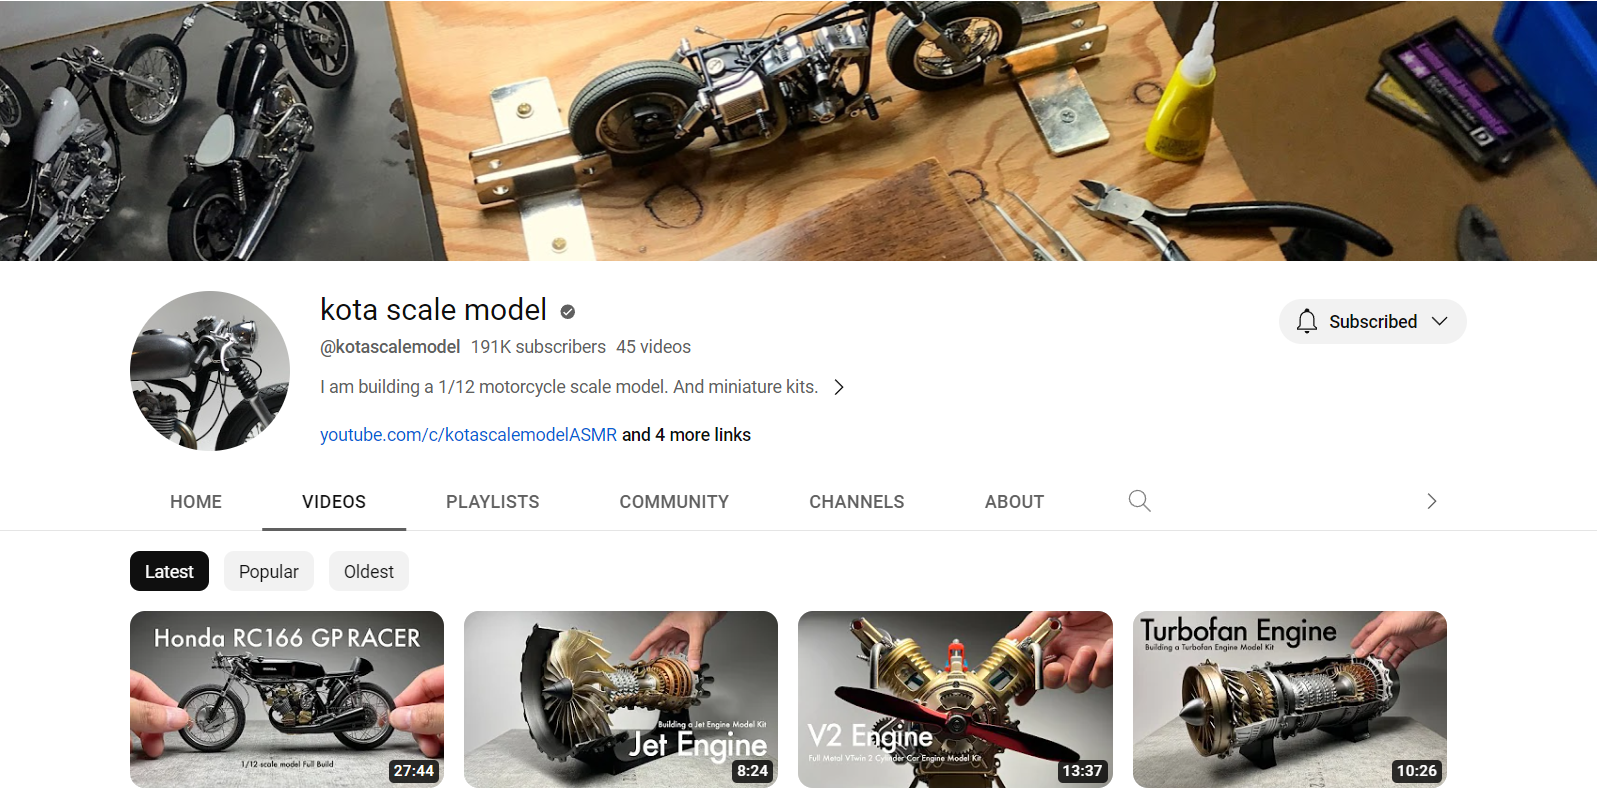 kota scale model
@kotascalemodel 191K subscribers 45 videos
I am building a 1/12 motorcycle scale model. And miniature kits.
youtube.com/c/kotascalemodelASMR and 4 more links
Subscribed
HOME VIDEOS PLAYLISTS COMMUNITY CHANNELS ABOUT
Latest Popular Oldest
Honda RC166 GP RACER
1/12 scale model Full Build
27:44
Building a Jet Engine Model Kit
Jet Engine
8:24
V2 Engine
Full Metal VTwin 2 Cylinder Car Engine Model Kit
13:37
Turbofan Engine
Building a Turbofan Engine Model Kit
10:26